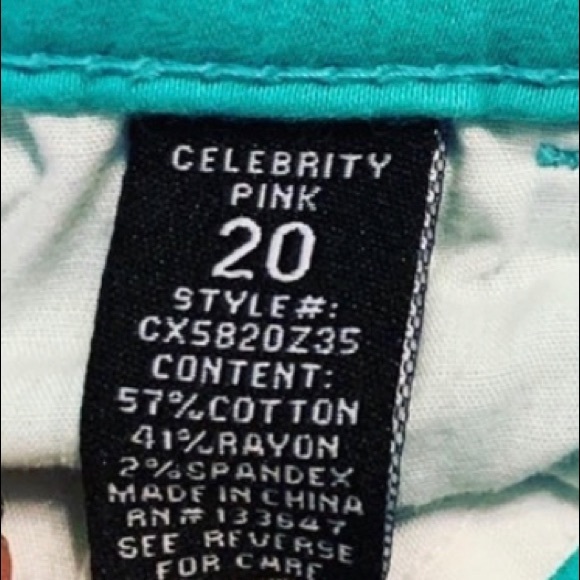 CELEBRITY
PINK
20
STYLE#:
CX5820Z35
CONTENT:
57%COTTON
41%RAYON
2%SPANDEX
MADE IN CHINA
RN# 133647
SEE REVERSE
FOR CARE